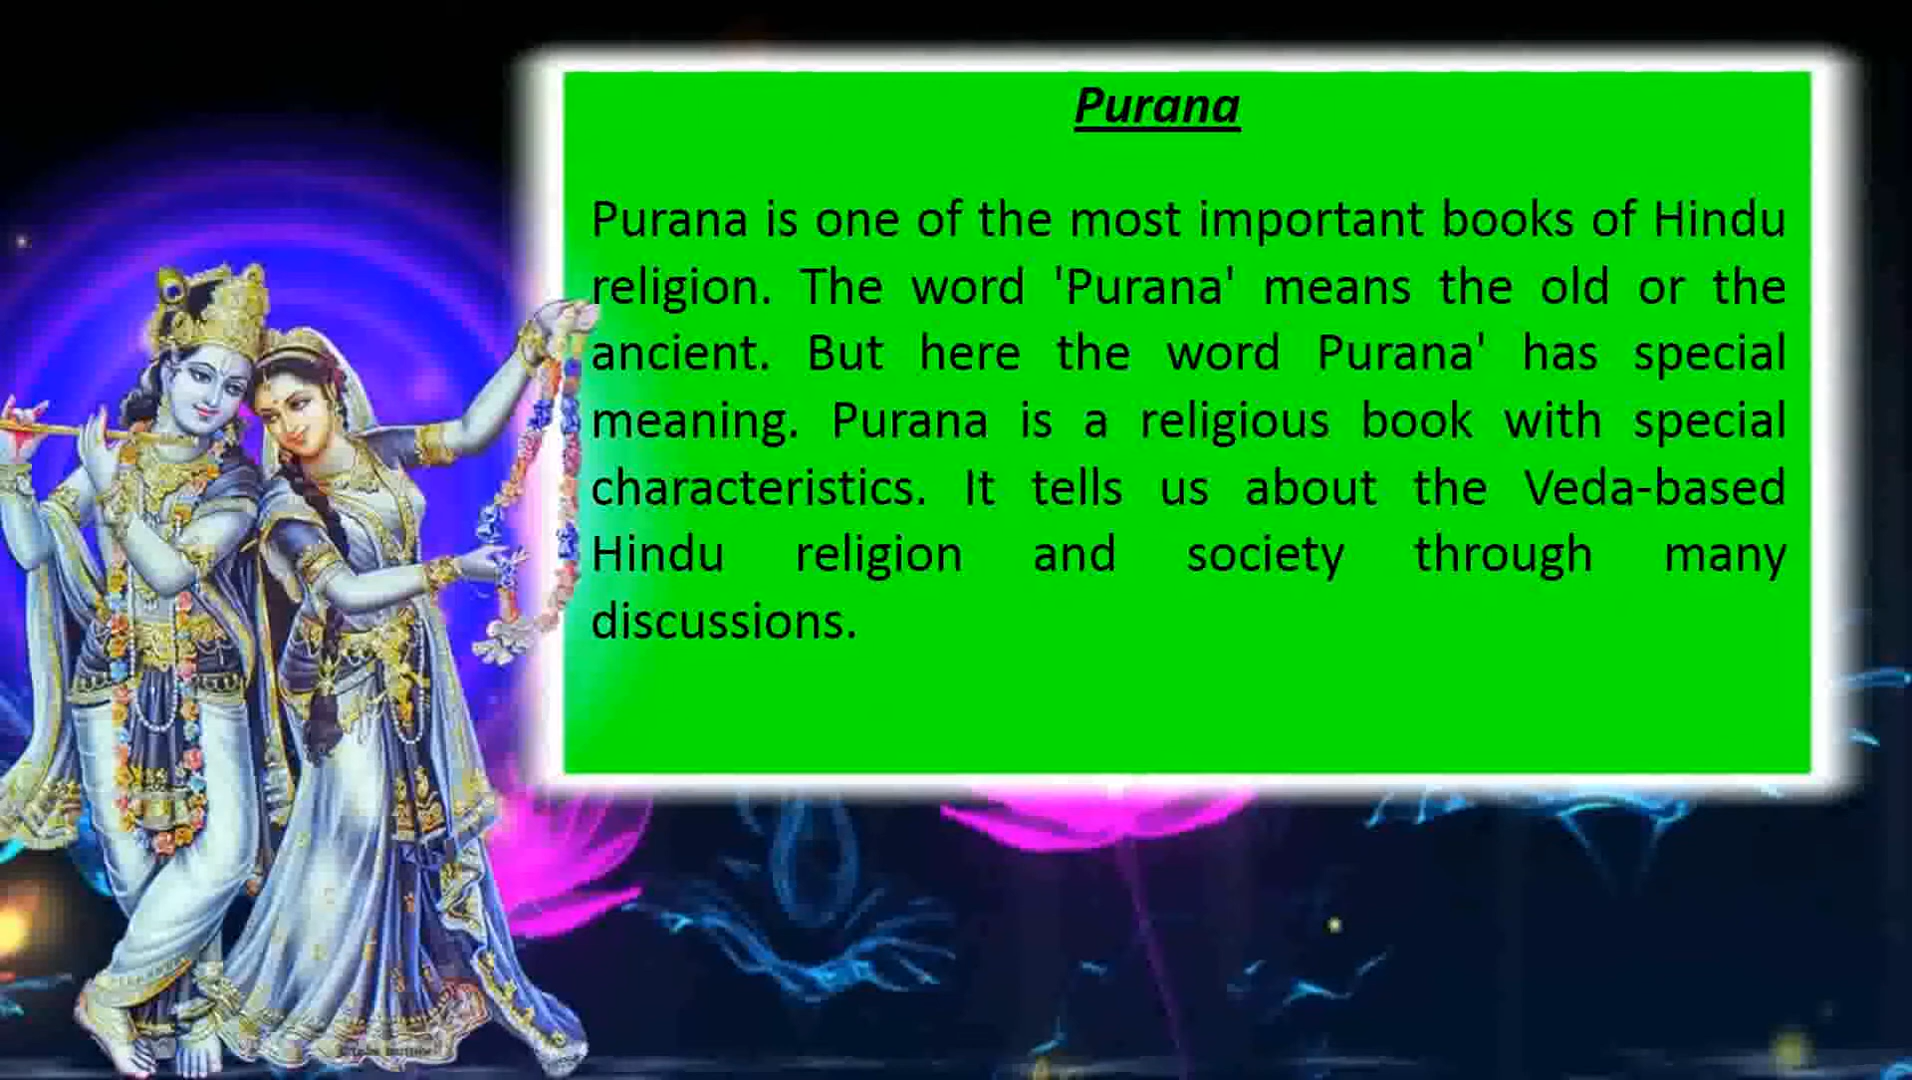 Purana
Purana is one of the most important books of Hindu
religion. The word 'Purana' means the old or the
ancient. But here the word Purana' has special
meaning. Purana is a religious book with special
characteristics. It tells us about the Veda-based
Hindu religion and society through many
discussions.